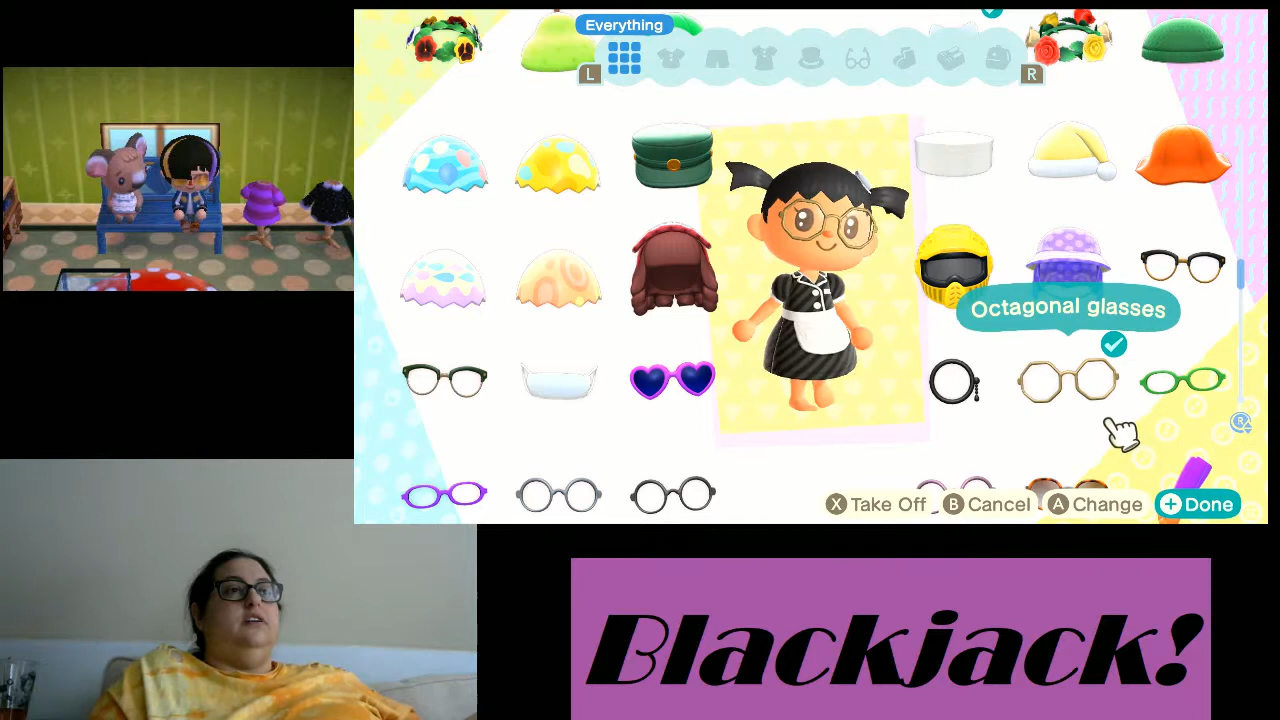 Everything
L
R
Octagonal glasses
R
X Take Off B Cancel A Change + Done
Blackjack!